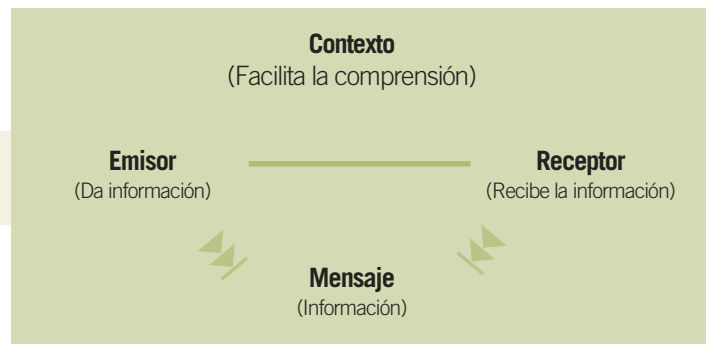 Contexto
(Facilita la comprensión)
Emisor
(Da información)
Receptor
(Recibe la información)
Mensaje
(Información)